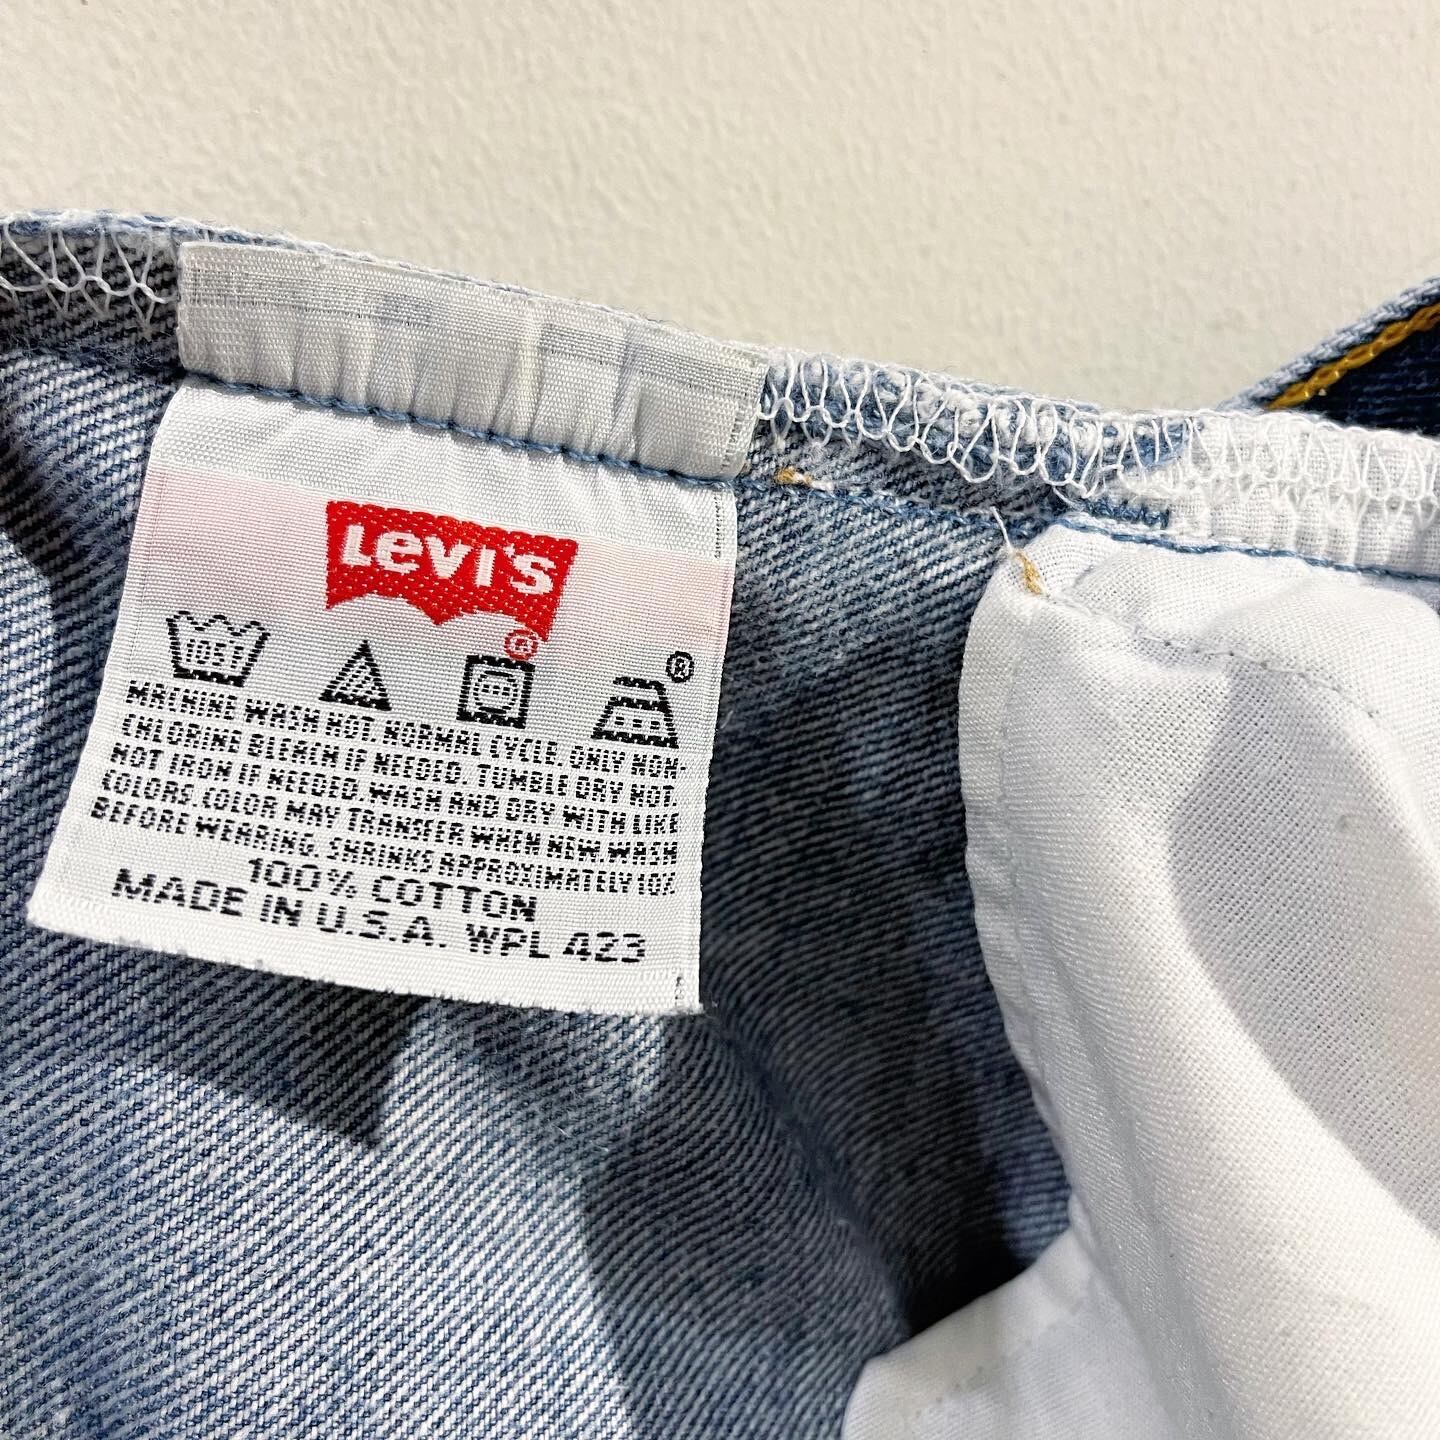 LEVI'S
®
105F
®
MACHINE WASH HOT, NORMAL CYCLE, ONLY NON-
CHLORINE BLEACH IF NEEDED. TUMBLE DRY HOT.
HOT IRON IF NEEDED. WASH AND DRY WITH LIKE
COLORS. COLOR MAY TRANSFER WHEN NEW. WASH
BEFORE WEARING. SHRINKS APPROXIMATELY 10%
100% COTTON
MADE IN U.S.A. WPL 423